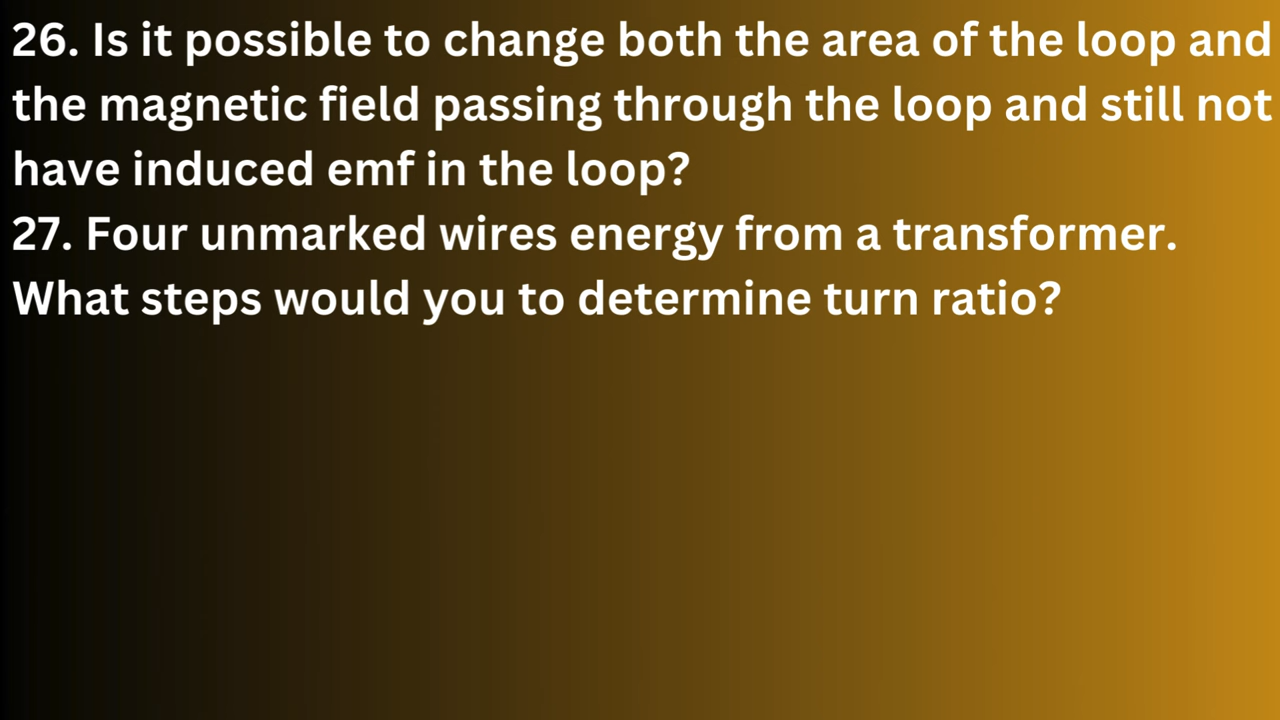 26. Is it possible to change both the area of the loop and
the magnetic field passing through the loop and still not
have induced emf in the loop?
27. Four unmarked wires energy from a transformer.
What steps would you to determine turn ratio?